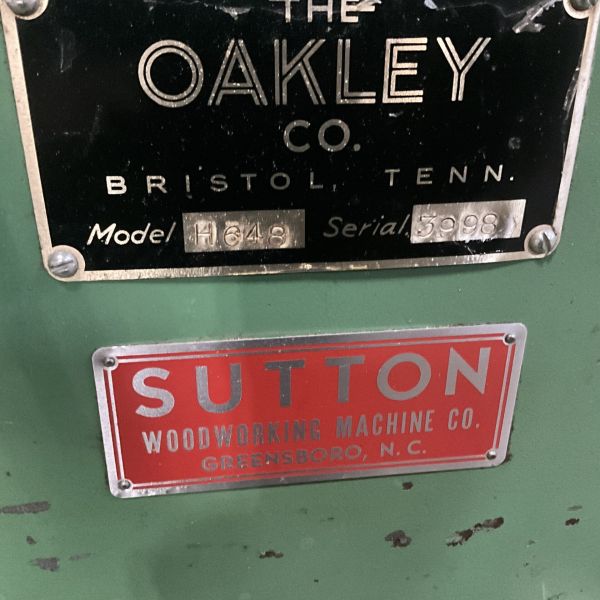 THE
OAKLEY
CO.
BRISTOL, TENN.
Model H648 Serial 3998
SUTTON
WOODWORKING MACHINE CO.
GREENSBORO, N.C.